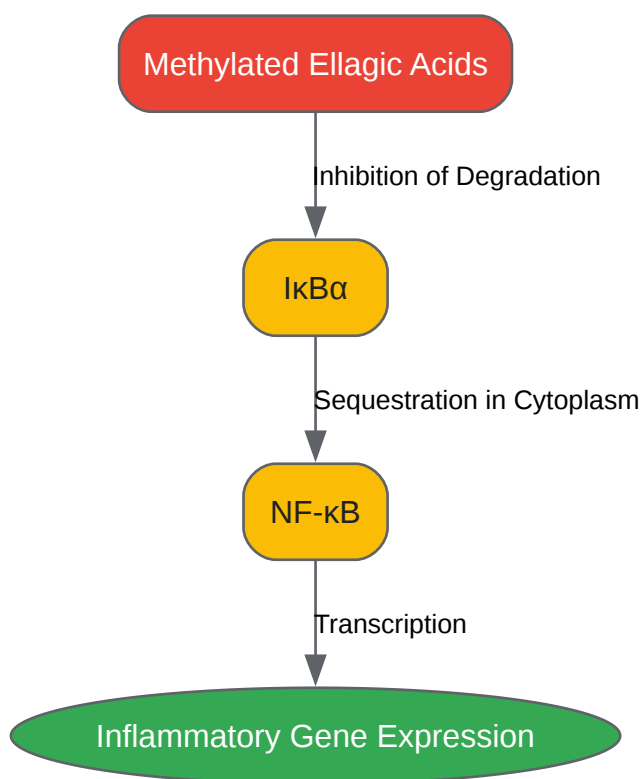 Methylated Ellagic Acids
Inhibition of Degradation
IκBα
Sequestration in Cytoplasm
NF-κB
Transcription
Inflammatory Gene Expression